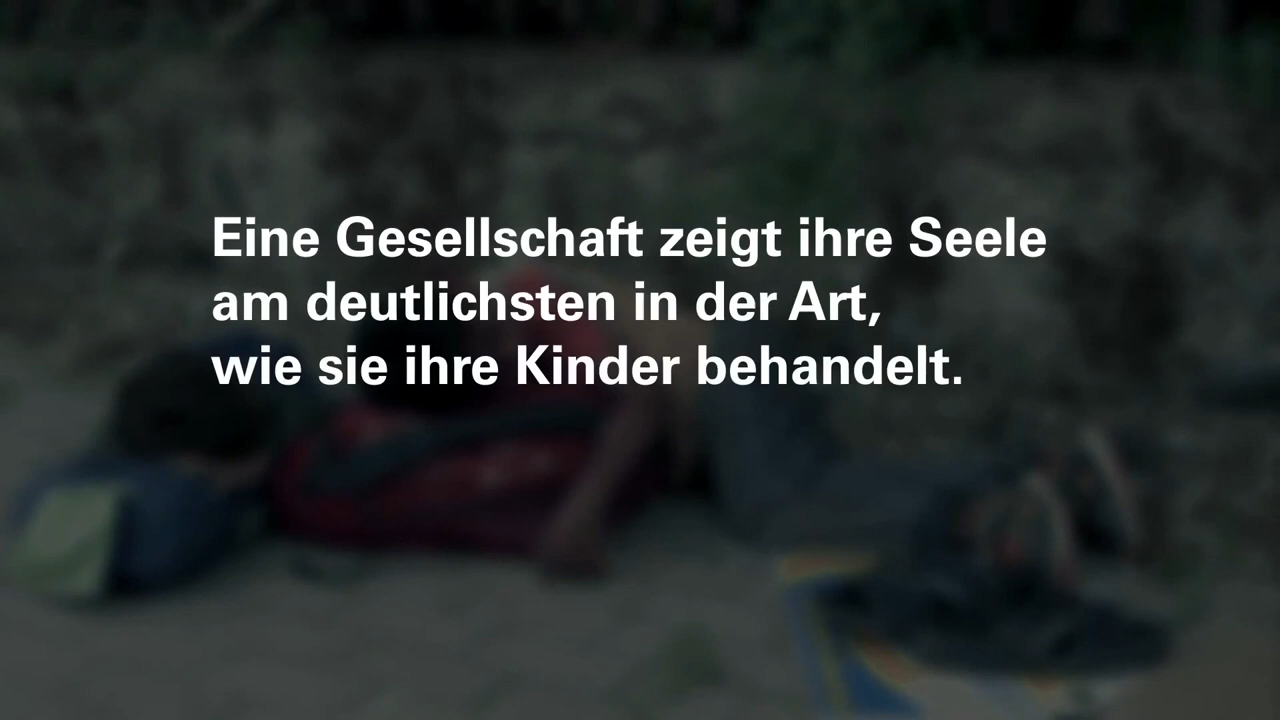 Eine Gesellschaft zeigt ihre Seele
am deutlichsten in der Art,
wie sie ihre Kinder behandelt.